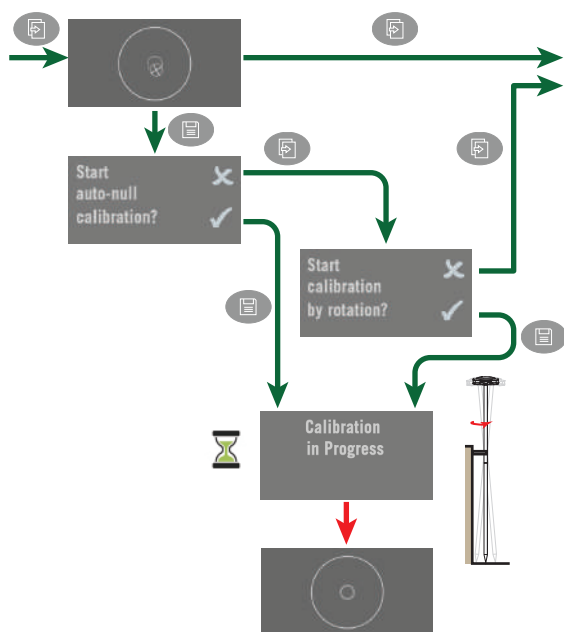 Start
auto-null
calibration?
Start
calibration
by rotation?
Calibration
in Progress